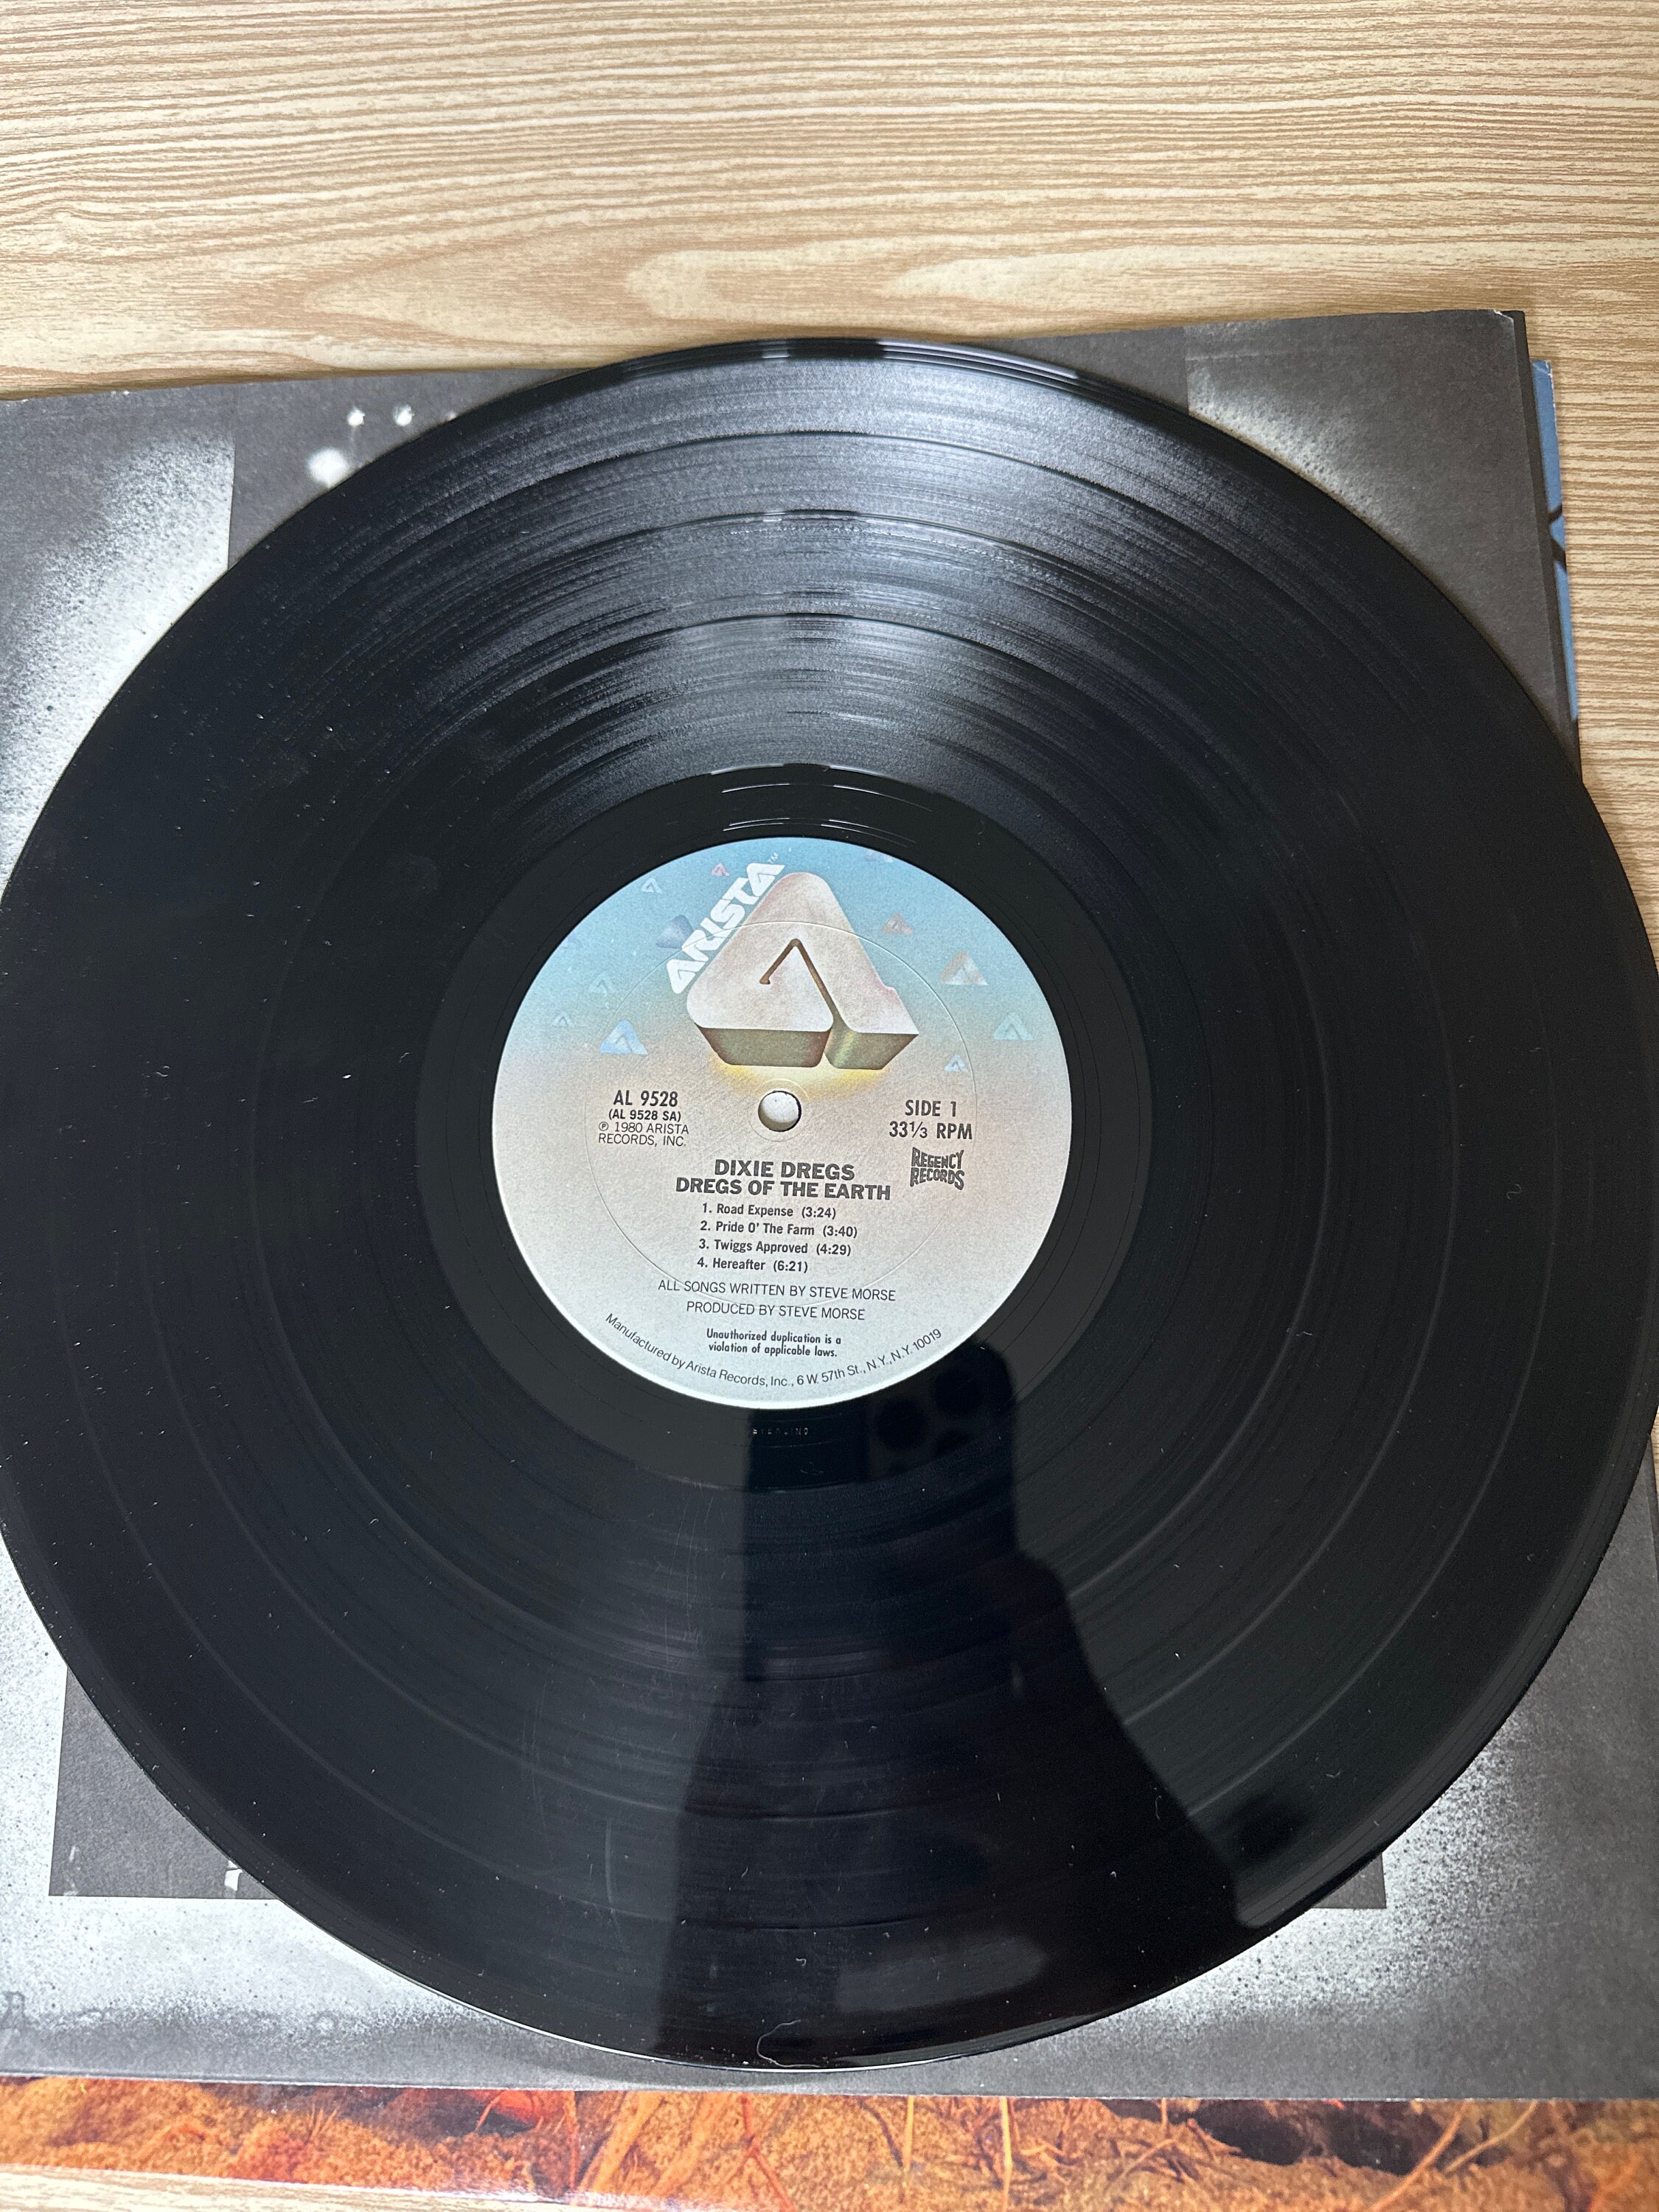 ARISTA™
AL 9528
(AL 9528 SA)
℗ 1980 ARISTA
RECORDS, INC.
SIDE 1
33⅓ RPM
REGENCY
RECORDS
DIXIE DREGS
DREGS OF THE EARTH
1. Road Expense (3:24)
2. Pride O' The Farm (3:40)
3. Twiggs Approved (4:29)
4. Hereafter (6:21)
ALL SONGS WRITTEN BY STEVE MORSE
PRODUCED BY STEVE MORSE
Unauthorized duplication is a
violation of applicable laws.
Manufactured by Arista Records, Inc., 6 W. 57th St., N.Y., N.Y. 10019
STERLING